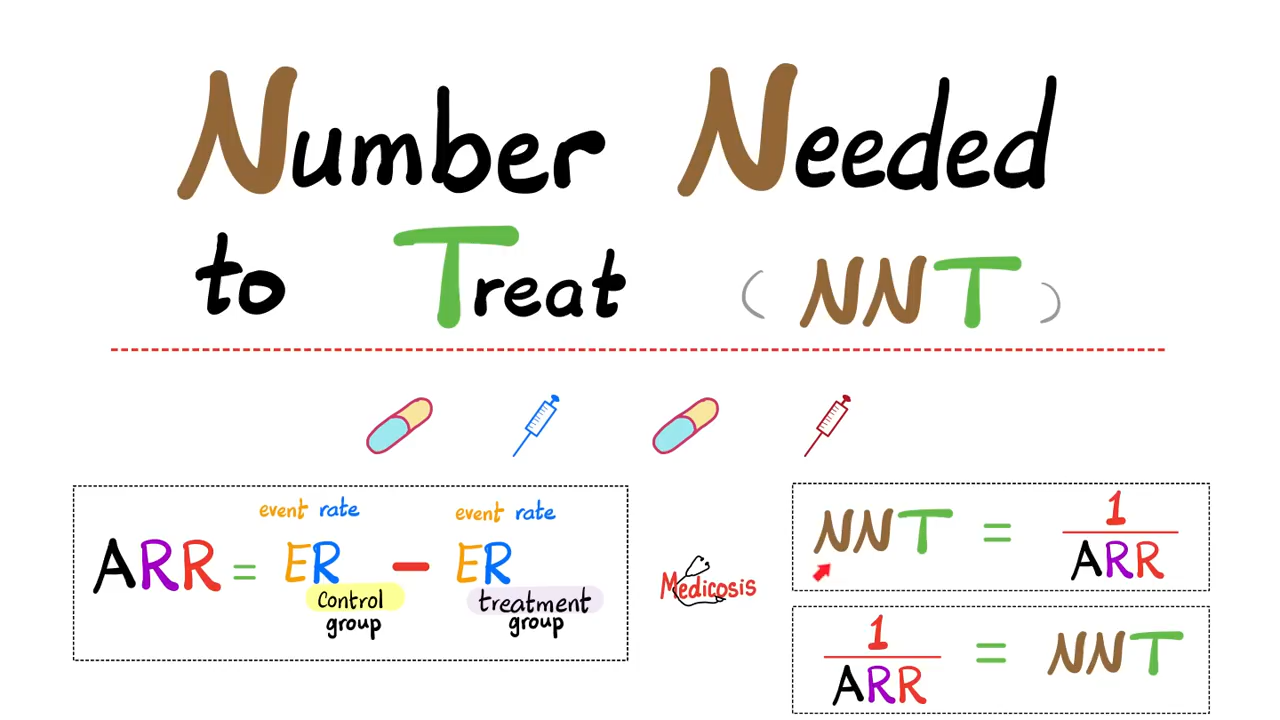 Number Needed
to Treat (NNT)
event rate event rate
ARR = ER − ER
control treatment
group group
Medicosis
NNT = 1
ARR
1
ARR = NNT